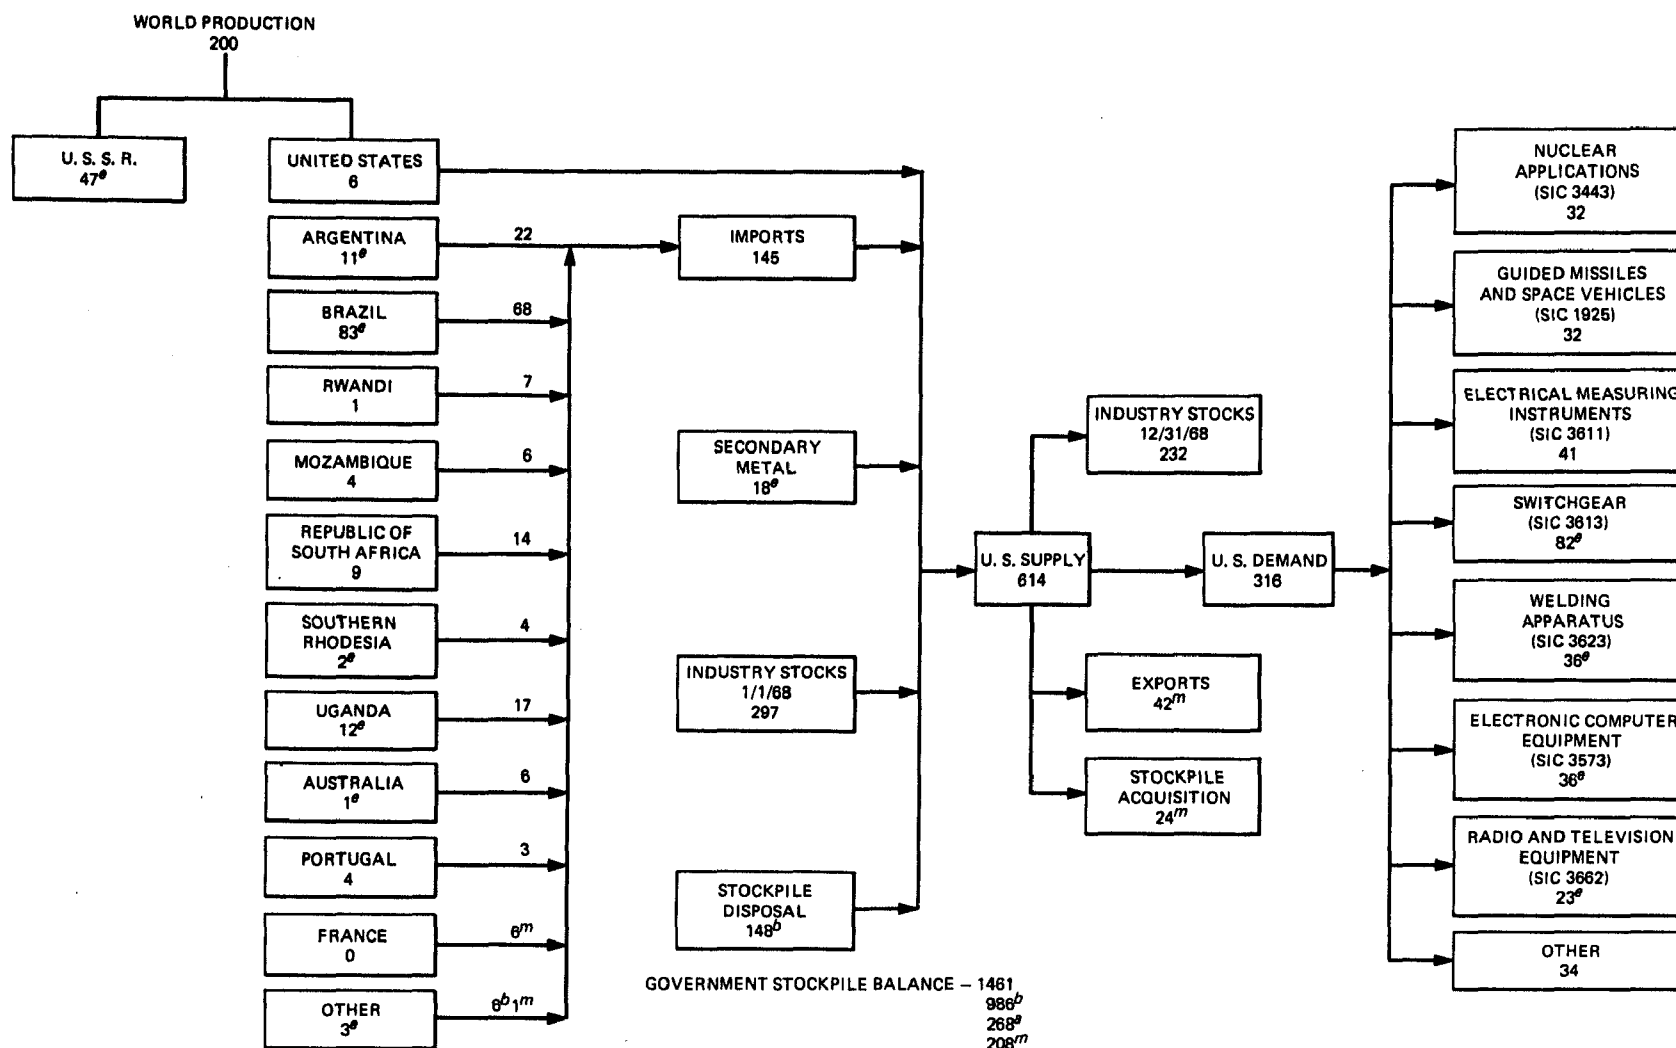 WORLD PRODUCTION
200
U. S. S. R.
47e
UNITED STATES
6
ARGENTINA
11e
22
BRAZIL
83e
68
RWANDI
1
7
MOZAMBIQUE
4
6
REPUBLIC OF
SOUTH AFRICA
9
14
SOUTHERN
RHODESIA
2e
4
UGANDA
12e
17
AUSTRALIA
1e
6
PORTUGAL
4
3
FRANCE
0
6m
OTHER
3e
6b1m
IMPORTS
145
SECONDARY
METAL
18e
INDUSTRY STOCKS
1/1/68
297
STOCKPILE
DISPOSAL
148b
GOVERNMENT STOCKPILE BALANCE – 1461
986b
268a
208m
U. S. SUPPLY
614
INDUSTRY STOCKS
12/31/68
232
U. S. DEMAND
316
EXPORTS
42m
STOCKPILE
ACQUISITION
24m
NUCLEAR
APPLICATIONS
(SIC 3443)
32
GUIDED MISSILES
AND SPACE VEHICLES
(SIC 1925)
32
ELECTRICAL MEASURING
INSTRUMENTS
(SIC 3611)
41
SWITCHGEAR
(SIC 3613)
82e
WELDING
APPARATUS
(SIC 3623)
36e
ELECTRONIC COMPUTER
EQUIPMENT
(SIC 3573)
36e
RADIO AND TELEVISION
EQUIPMENT
(SIC 3662)
23e
OTHER
34